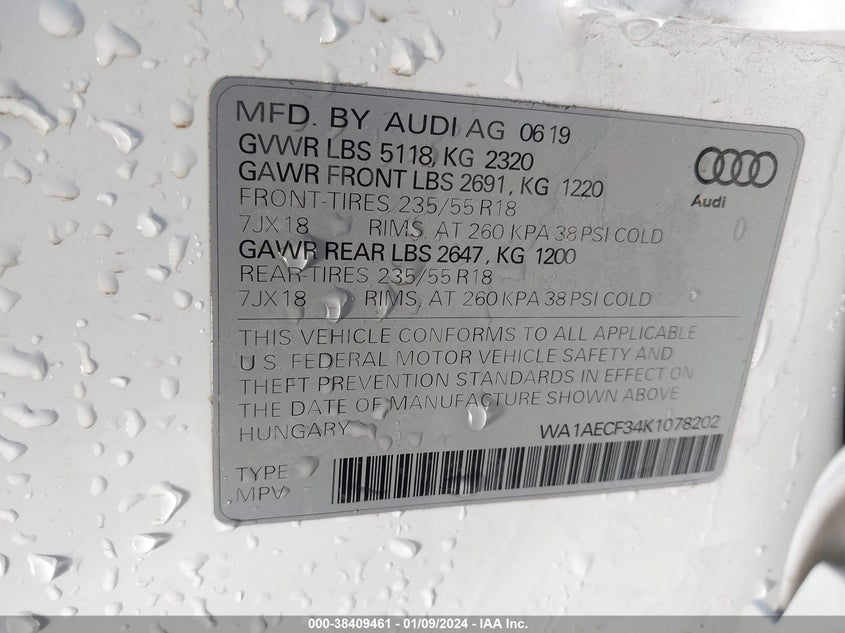 MFD. BY AUDI AG 0619
GVWR LBS 5118, KG 2320
GAWR FRONT LBS 2691, KG 1220
FRONT-TIRES 235/55 R18
7JX18 RIMS, AT 260 KPA 38 PSI COLD
GAWR REAR LBS 2647, KG 1200
REAR-TIRES 235/55 R18
7JX18 RIMS, AT 260 KPA 38 PSI COLD
Audi
0
THIS VEHICLE CONFORMS TO ALL APPLICABLE
U.S. FEDERAL MOTOR VEHICLE SAFETY AND
THEFT PREVENTION STANDARDS IN EFFECT ON
THE DATE OF MANUFACTURE SHOWN ABOVE
HUNGARY
WA1AECF34K1078202
TYPE
MPV
000-38409461 - 01/09/2024 - IAA Inc.